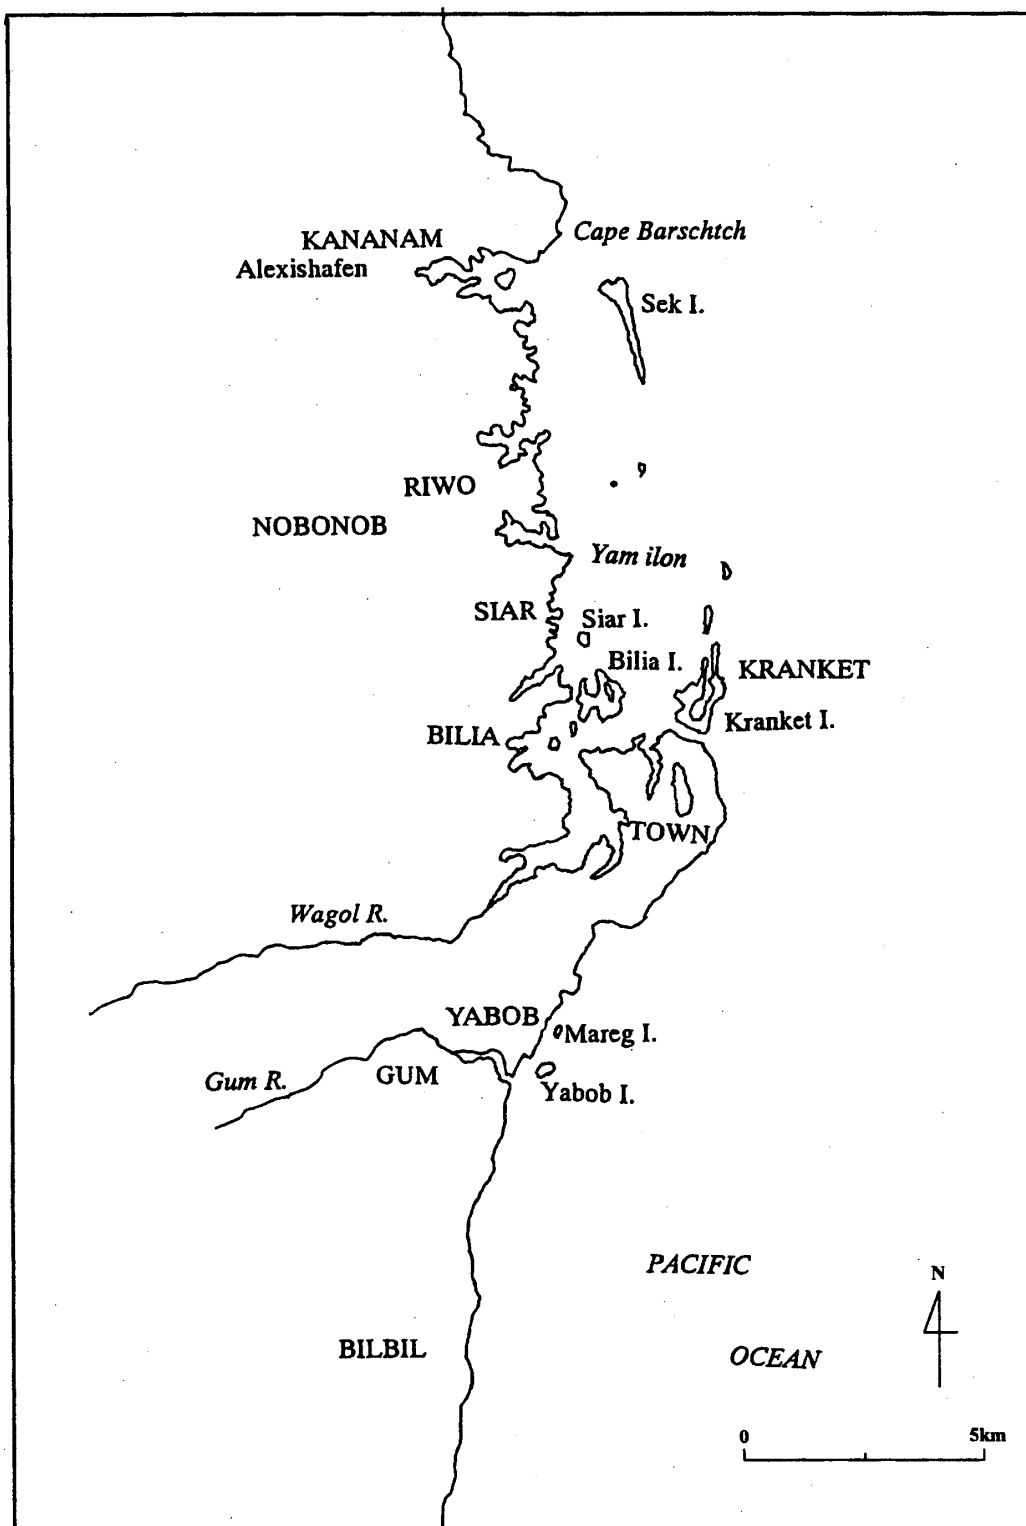 KANANAM
Cape Barschtch
Alexishafen
Sek I.
RIWO
NOBONOB
Yam ilon
SIAR
Siar I.
Bilia I.
KRANKET
Kranket I.
BILIA
TOWN
Wagol R.
YABOB
Mareg I.
Gum R.
GUM
Yabob I.
PACIFIC
N
BILBIL
OCEAN
0
5km